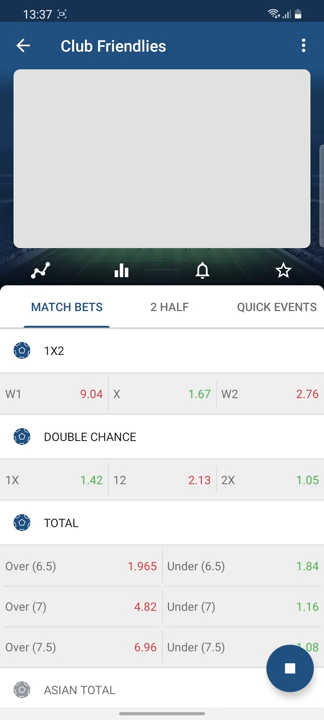 13:37
Club Friendlies
MATCH BETS 2 HALF QUICK EVENTS
1X2
W1 9.04 X 1.67 W2 2.76
DOUBLE CHANCE
1X 1.42 12 2.13 2X 1.05
TOTAL
Over (6.5) 1.965 Under (6.5) 1.84
Over (7) 4.82 Under (7) 1.16
Over (7.5) 6.96 Under (7.5) 1.08
ASIAN TOTAL